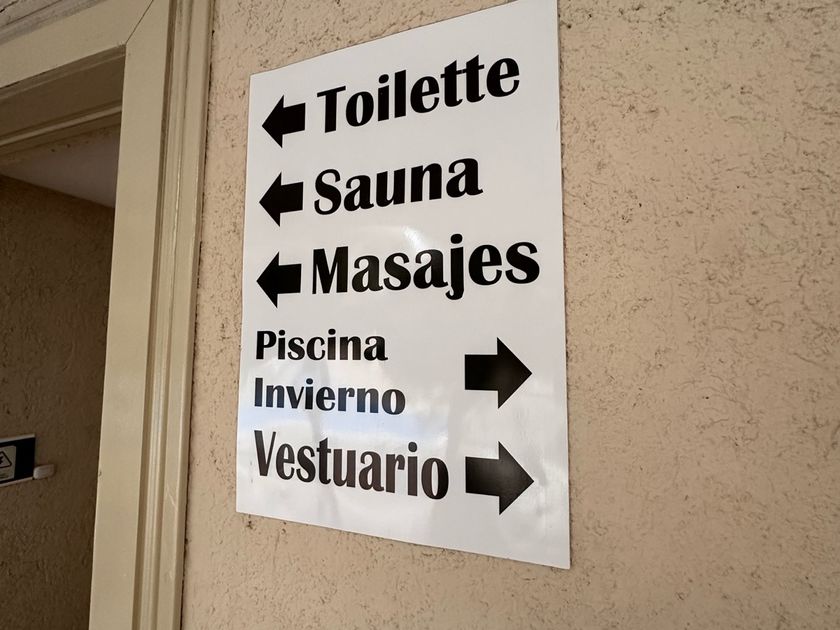 Toilette
Sauna
Masajes
Piscina
Invierno
Vestuario